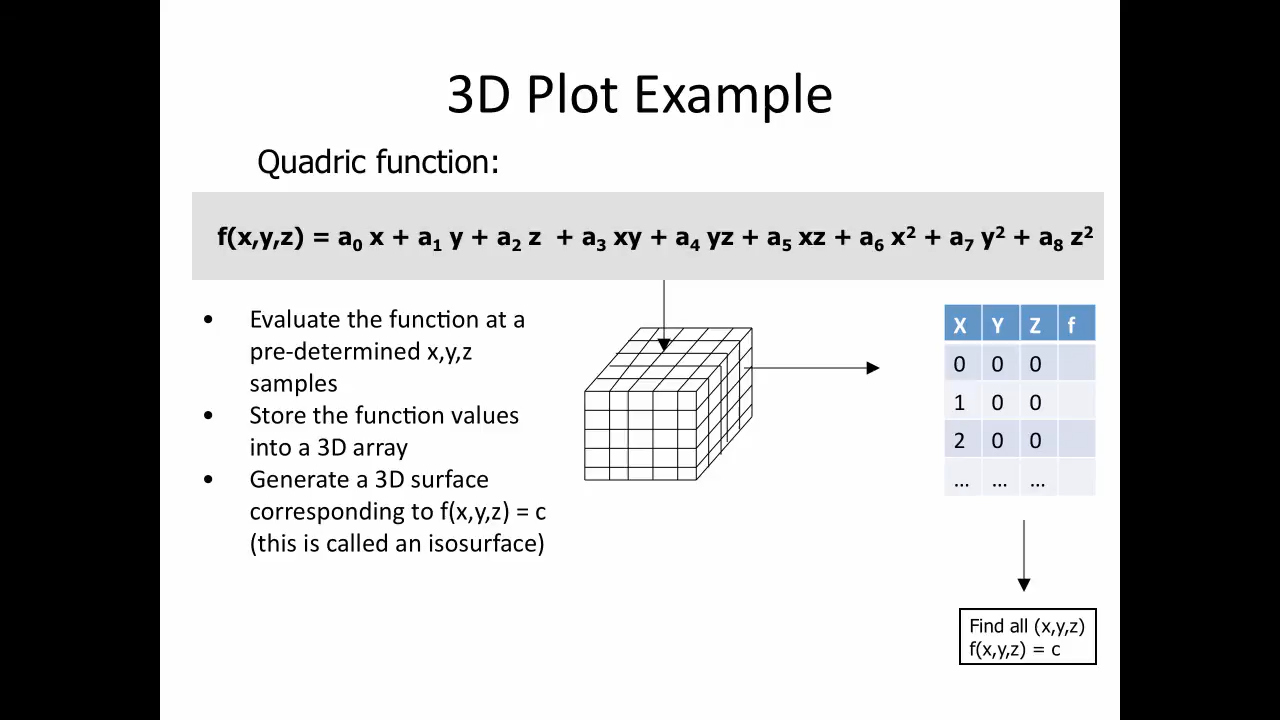 3D Plot Example
Quadric function:
f(x,y,z) = a₀ x + a₁ y + a₂ z + a₃ xy + a₄ yz + a₅ xz + a₆ x² + a₇ y² + a₈ z²
• Evaluate the function at a
pre-determined x,y,z
samples
• Store the function values
into a 3D array
• Generate a 3D surface
corresponding to f(x,y,z) = c
(this is called an isosurface)
X Y Z f
0 0 0
1 0 0
2 0 0
... ... ...
Find all (x,y,z)
f(x,y,z) = c